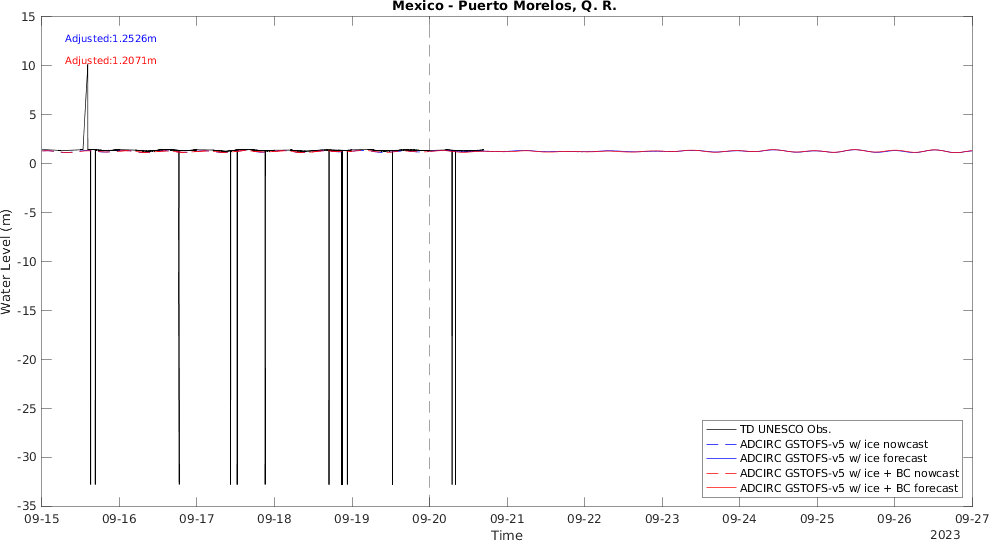 Mexico - Puerto Morelos, Q. R.
Adjusted:1.2526m
Adjusted:1.2071m
Water Level (m)
15
10
5
0
-5
-10
-15
-20
-25
-30
-35
TD UNESCO Obs.
ADCIRC GSTOFS-v5 w/ ice nowcast
ADCIRC GSTOFS-v5 w/ ice forecast
ADCIRC GSTOFS-v5 w/ ice + BC nowcast
ADCIRC GSTOFS-v5 w/ ice + BC forecast
09-15 09-16 09-17 09-18 09-19 09-20 09-21 09-22 09-23 09-24 09-25 09-26 09-27
Time
2023